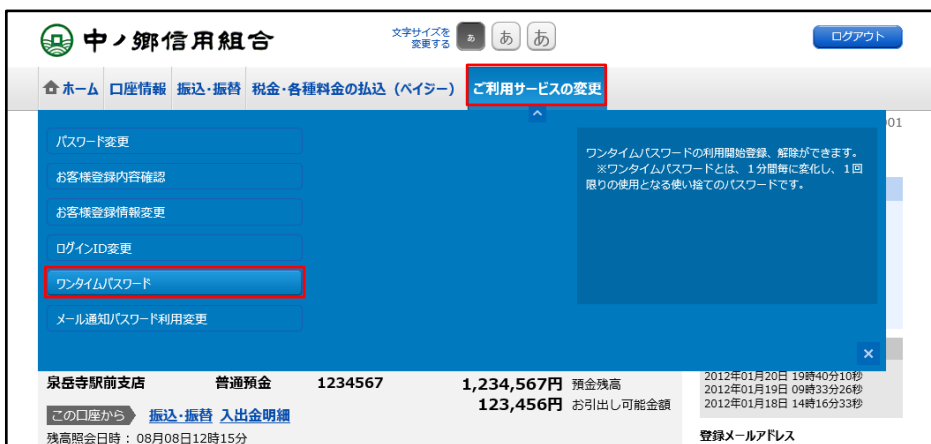 中ノ郷信用組合
文字サイズを
変更する
あ
あ
あ
ログアウト
ホーム
口座情報
振込・振替
税金・各種料金の払込(ペイジー)
ご利用サービスの変更
001
パスワード変更
お客様登録内容確認
お客様登録情報変更
ログインID変更
ワンタイムパスワード
メール通知パスワード利用変更
ワンタイムパスワードの利用開始登録、解除ができます。
※ワンタイムパスワードとは、1分間毎に変化し、1回
限りの使用となる使い捨てのパスワードです。
×
泉岳寺駅前支店 普通預金 1234567 1,234,567円 預金残高
123,456円 お引出し可能金額
この口座から 振込・振替 入出金明細
残高照会日時:08月08日12時15分
2012年01月20日 19時40分10秒
2012年01月19日 09時33分26秒
2012年01月18日 14時16分33秒
登録メールアドレス